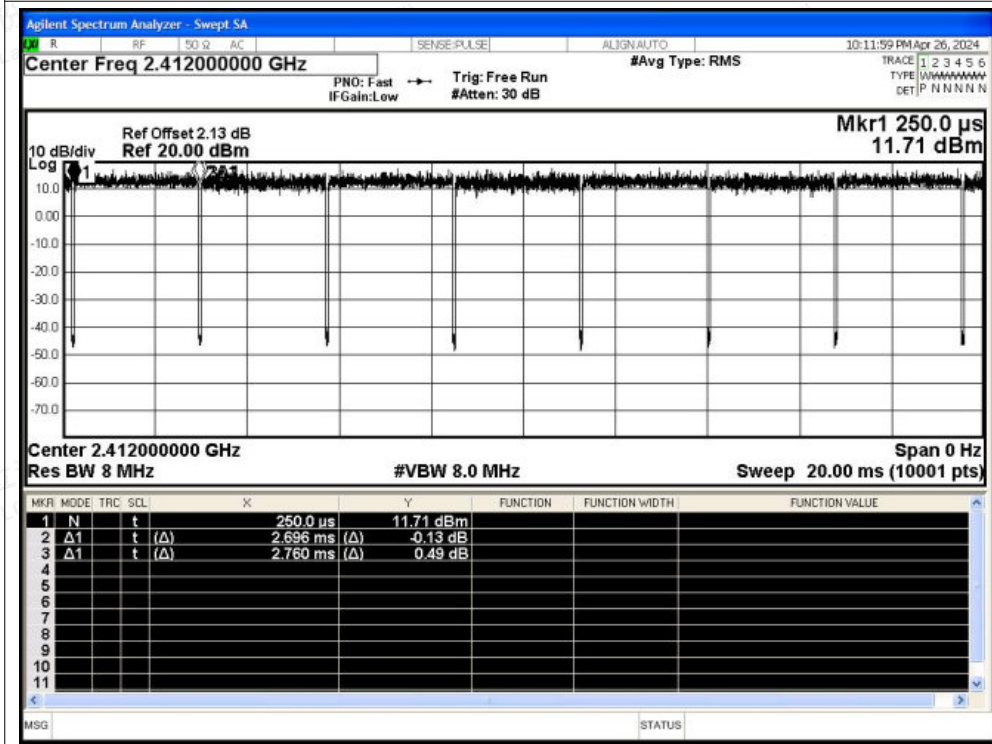 Agilent Spectrum Analyzer - Swept SA
LXI R RF 50 Ω AC SENSE:PULSE ALIGN AUTO 10:11:59 PM Apr 26, 2024
Center Freq 2.412000000 GHz
PNO: Fast
IFGain:Low
Trig: Free Run
#Atten: 30 dB
#Avg Type: RMS
TRACE 1 2 3 4 5 6
TYPE WWWWWW
DET P N N N N N
Mkr1 250.0 µs
11.71 dBm
Ref Offset 2.13 dB
10 dB/div Ref 20.00 dBm
Log
1
10.0
0.00
-10.0
-20.0
-30.0
-40.0
-50.0
-60.0
-70.0
Center 2.412000000 GHz Span 0 Hz
Res BW 8 MHz #VBW 8.0 MHz Sweep 20.00 ms (10001 pts)
MKR MODE TRC SCL X Y FUNCTION FUNCTION WIDTH FUNCTION VALUE
1 N t 250.0 µs 11.71 dBm
2 Δ1 t (Δ) 2.696 ms (Δ) -0.13 dB
3 Δ1 t (Δ) 2.760 ms (Δ) 0.49 dB
4
5
6
7
8
9
10
11
MSG STATUS